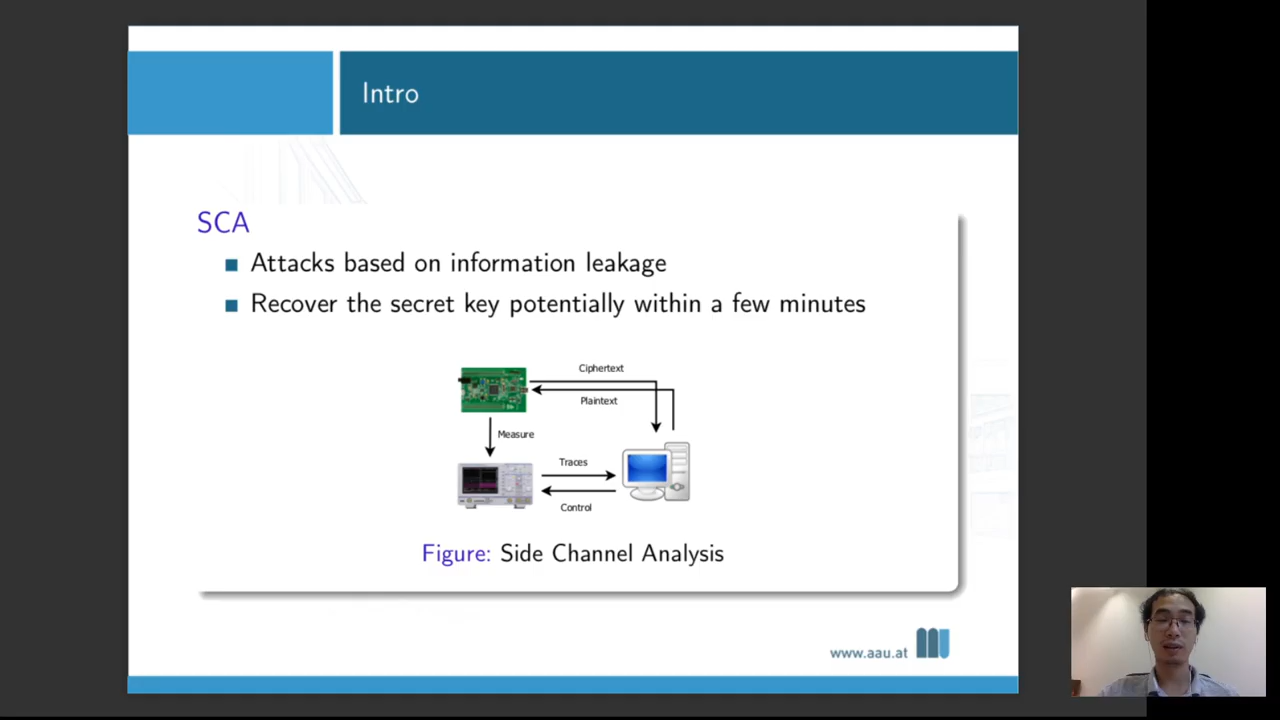 Intro
SCA
Attacks based on information leakage
Recover the secret key potentially within a few minutes
Ciphertext
Plaintext
Measure
Traces
Control
Figure: Side Channel Analysis
www.aau.at